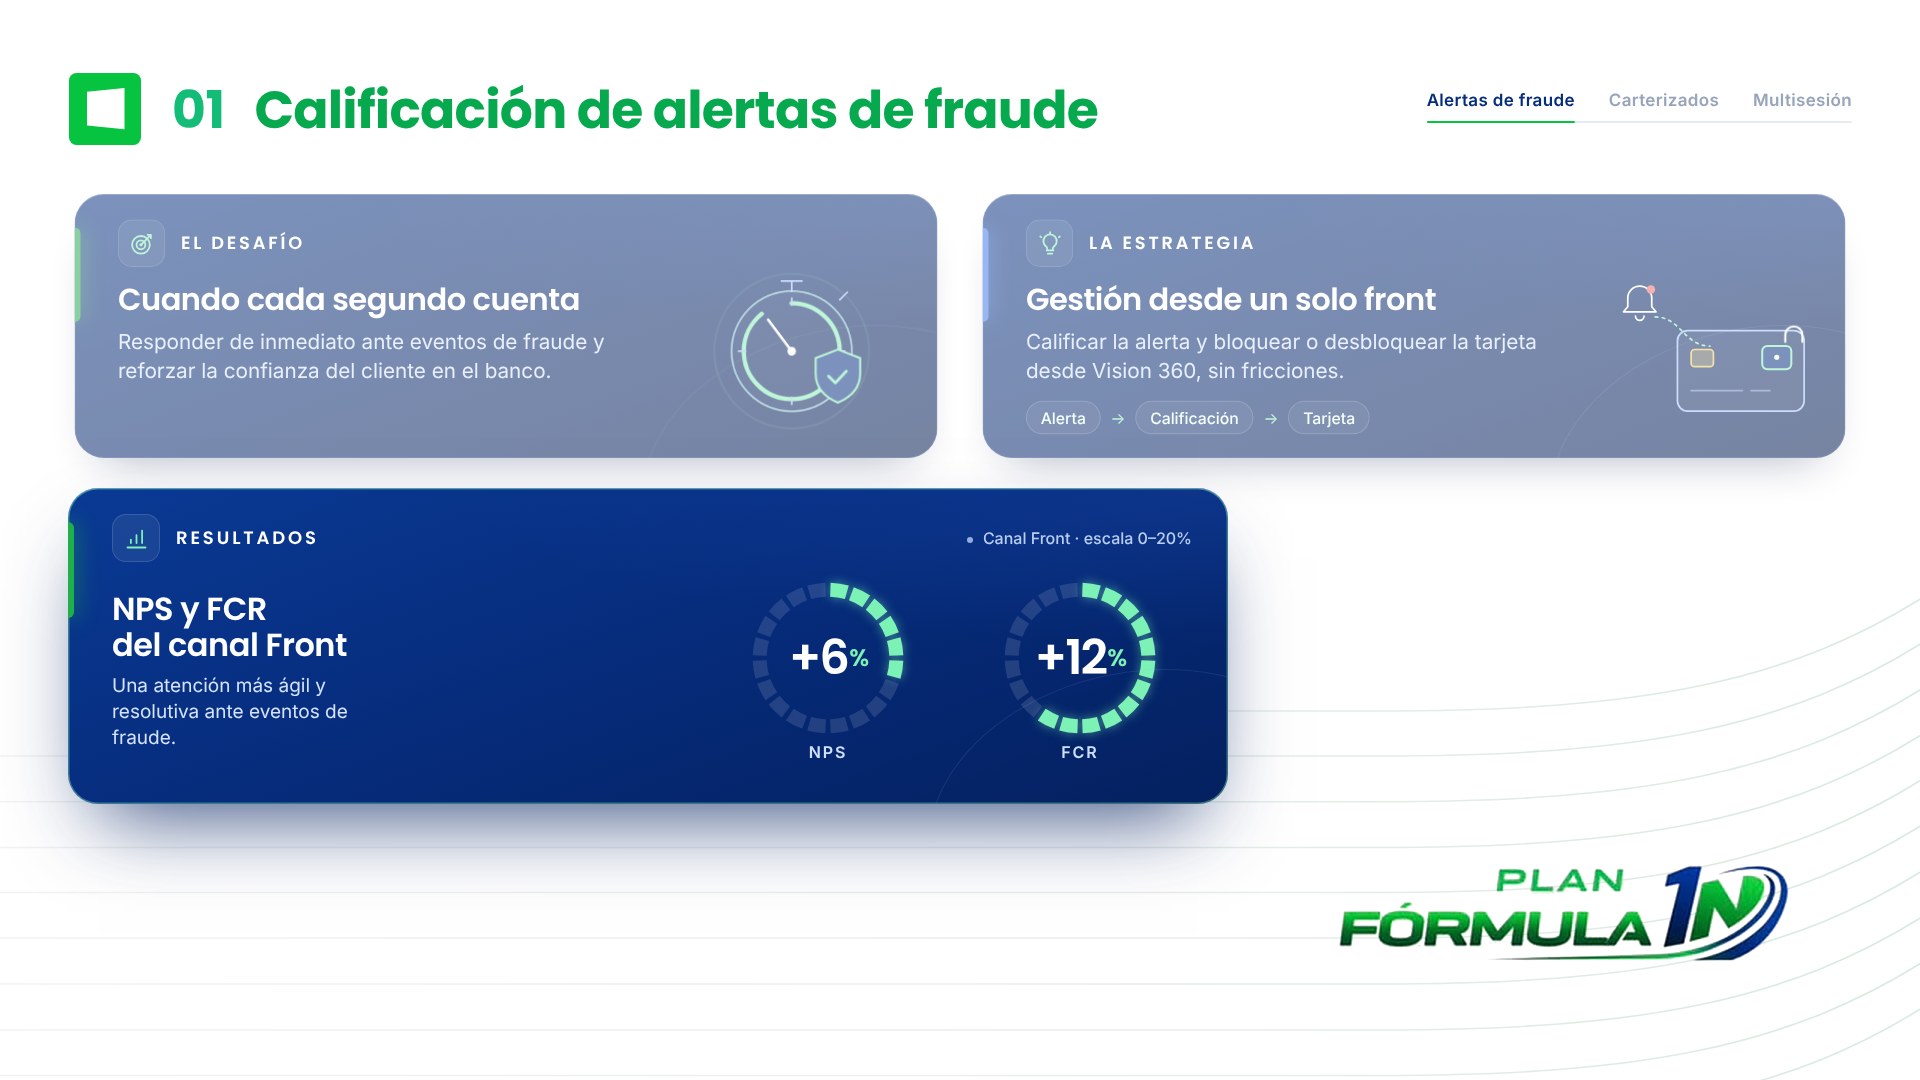 01 Calificación de alertas de fraude
Alertas de fraude Carterizados Multisesión
EL DESAFÍO
Cuando cada segundo cuenta
Responder de inmediato ante eventos de fraude y
reforzar la confianza del cliente en el banco.
LA ESTRATEGIA
Gestión desde un solo front
Calificar la alerta y bloquear o desbloquear la tarjeta
desde Vision 360, sin fricciones.
Alerta → Calificación → Tarjeta
RESULTADOS
• Canal Front · escala 0–20%
NPS y FCR
del canal Front
Una atención más ágil y
resolutiva ante eventos de
fraude.
+6%
NPS
+12%
FCR
PLAN
FÓRMULA 1N